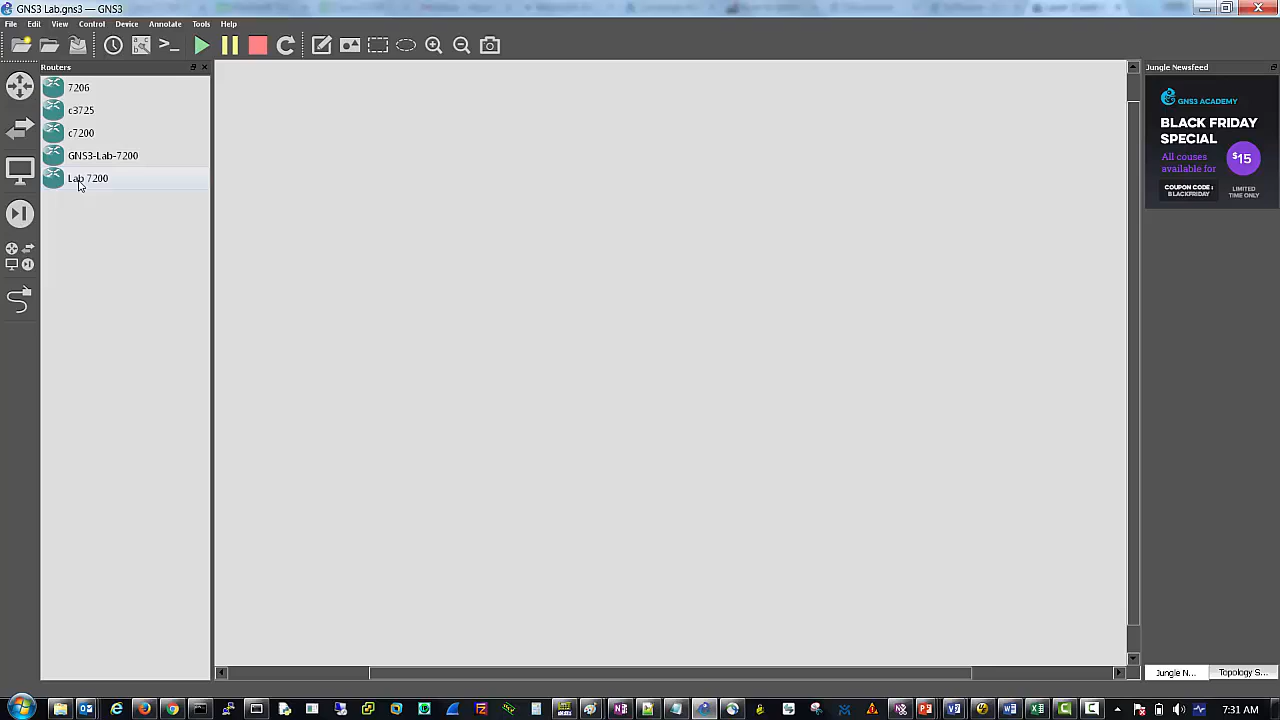 GNS3 Lab.gns3 — GNS3
File Edit View Control Device Annotate Tools Help
Routers
7206
c3725
c7200
GNS3-Lab-7200
Lab 7200
Jungle Newsfeed
GNS3 ACADEMY
BLACK FRIDAY
SPECIAL
All couses
available for
$15
COUPON CODE :
BLACKFRIDAY
LIMITED
TIME ONLY
Jungle N... Topology S...
7:31 AM